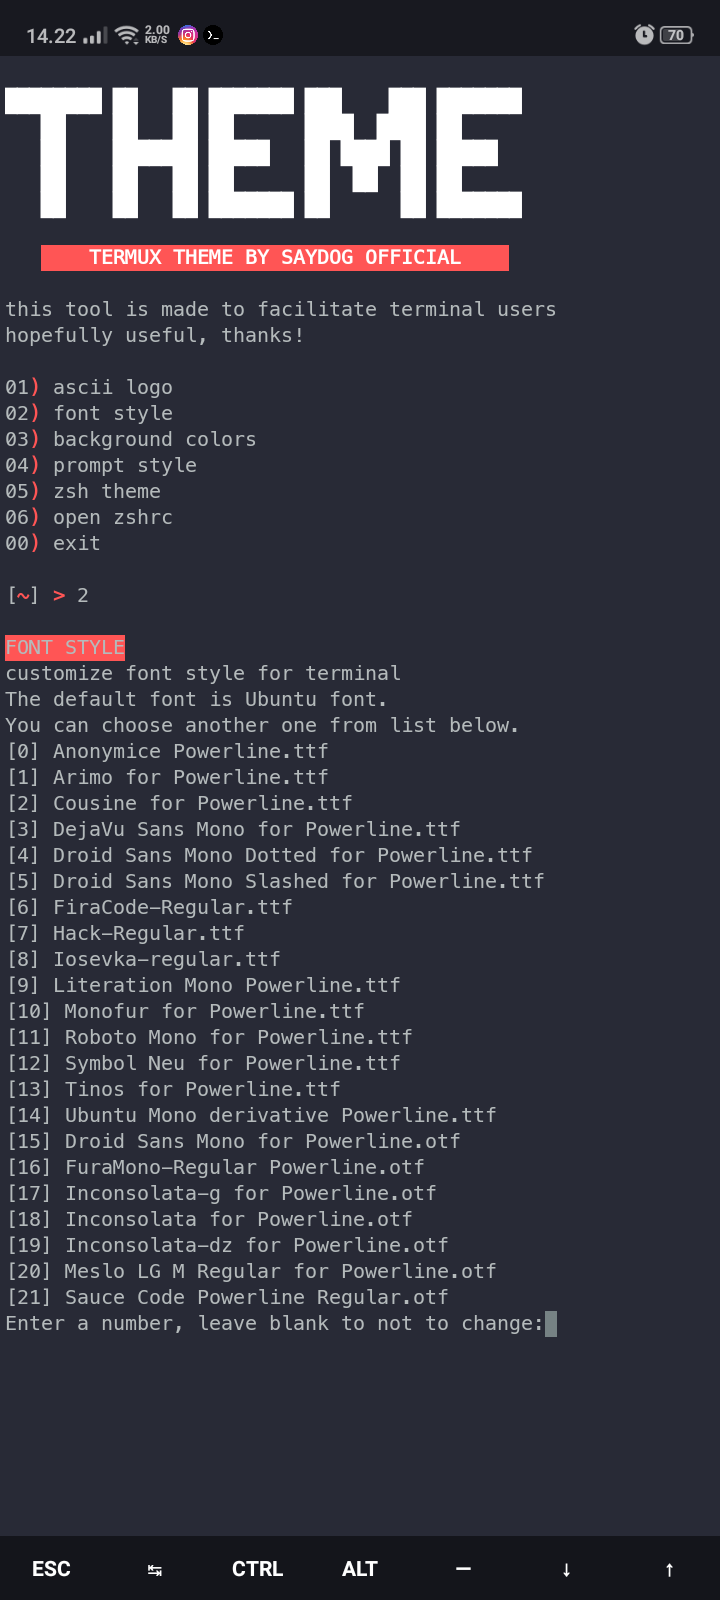 14.22 2.00 KB/S 70
THEME
TERMUX THEME BY SAYDOG OFFICIAL
this tool is made to facilitate terminal users
hopefully useful, thanks!
01) ascii logo
02) font style
03) background colors
04) prompt style
05) zsh theme
06) open zshrc
00) exit
[~] > 2
FONT STYLE
customize font style for terminal
The default font is Ubuntu font.
You can choose another one from list below.
[0] Anonymice Powerline.ttf
[1] Arimo for Powerline.ttf
[2] Cousine for Powerline.ttf
[3] DejaVu Sans Mono for Powerline.ttf
[4] Droid Sans Mono Dotted for Powerline.ttf
[5] Droid Sans Mono Slashed for Powerline.ttf
[6] FiraCode-Regular.ttf
[7] Hack-Regular.ttf
[8] Iosevka-regular.ttf
[9] Literation Mono Powerline.ttf
[10] Monofur for Powerline.ttf
[11] Roboto Mono for Powerline.ttf
[12] Symbol Neu for Powerline.ttf
[13] Tinos for Powerline.ttf
[14] Ubuntu Mono derivative Powerline.ttf
[15] Droid Sans Mono for Powerline.otf
[16] FuraMono-Regular Powerline.otf
[17] Inconsolata-g for Powerline.otf
[18] Inconsolata for Powerline.otf
[19] Inconsolata-dz for Powerline.otf
[20] Meslo LG M Regular for Powerline.otf
[21] Sauce Code Powerline Regular.otf
Enter a number, leave blank to not to change:
ESC ↹ CTRL ALT — ↓ ↑